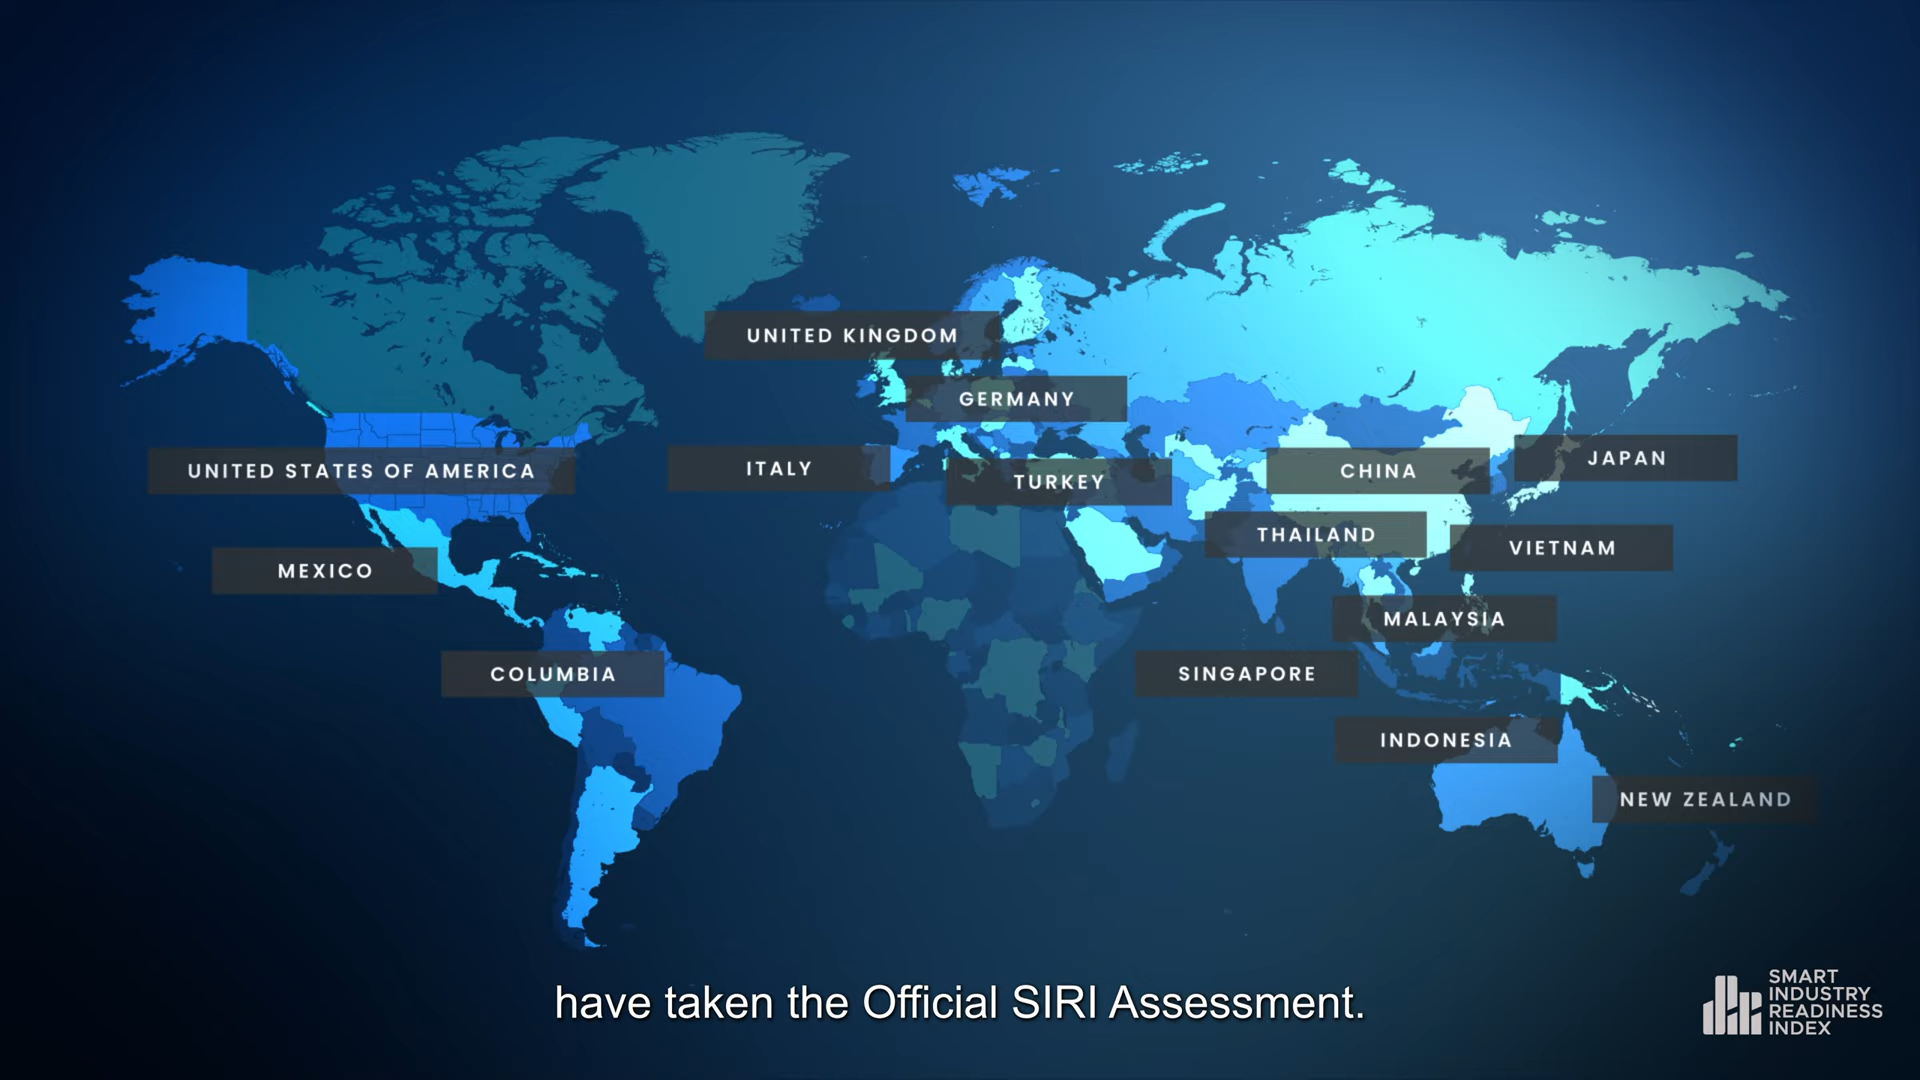 UNITED KINGDOM
GERMANY
UNITED STATES OF AMERICA
ITALY
TURKEY
CHINA
JAPAN
THAILAND
VIETNAM
MEXICO
MALAYSIA
COLUMBIA
SINGAPORE
INDONESIA
NEW ZEALAND
have taken the Official SIRI Assessment.
SMART
INDUSTRY
READINESS
INDEX